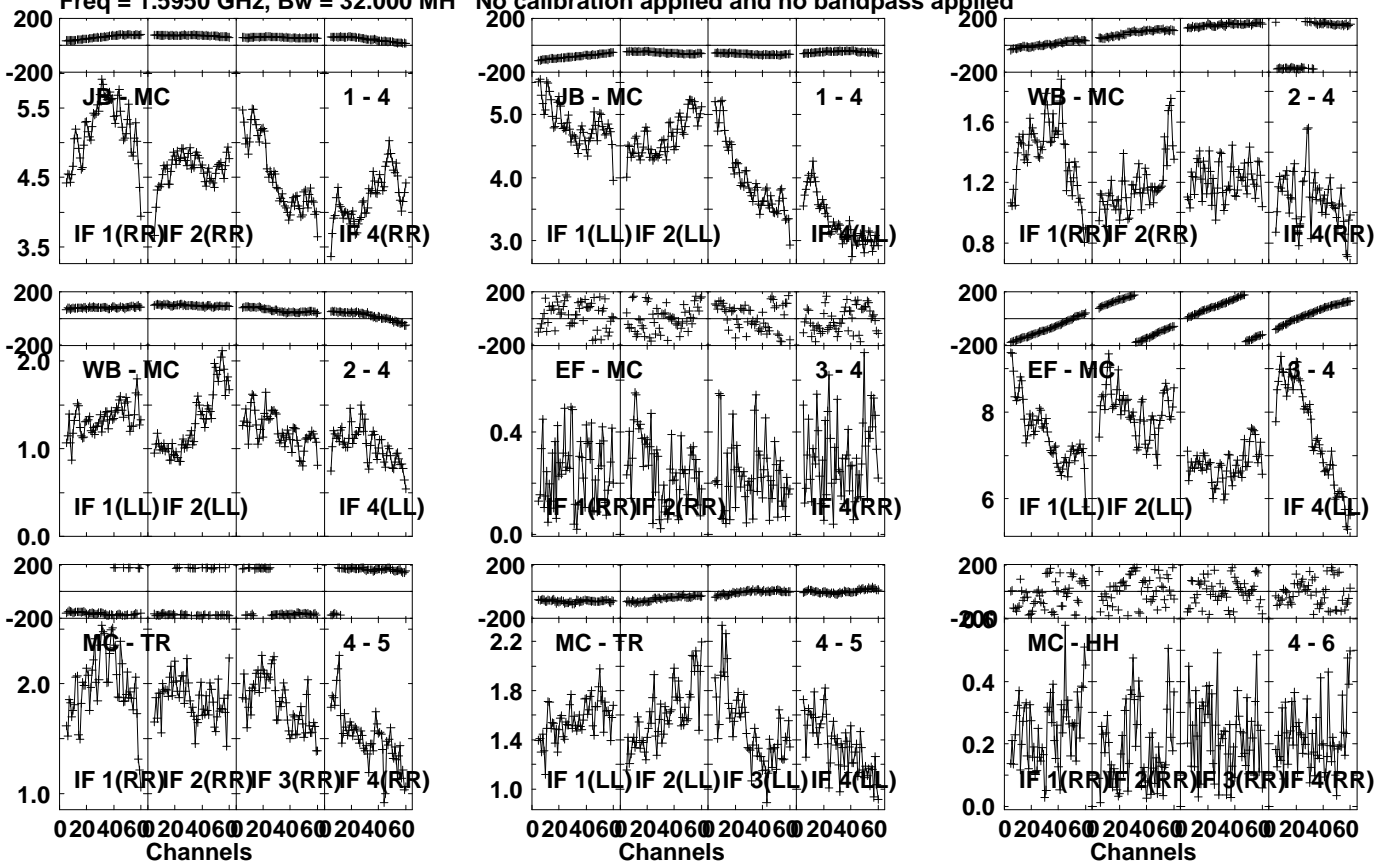 Freq = 1.5950 GHz, Bw = 32.000 MH No calibration applied and no bandpass applied
200 200 200
-200 -200 -200
JB - MC 1 - 4 JB - MC 1 - 4 WB - MC 2 - 4
5.5 5.0 1.6
4.5 4.0 1.2
3.5 3.0 0.8
IF 1(RR) IF 2(RR) IF 4(RR) IF 1(LL) IF 2(LL) IF 4(LL) IF 1(RR) IF 2(RR) IF 4(RR)
200 200 200
-200 -200 -200
2.0
WB - MC 2 - 4 EF - MC 3 - 4 EF - MC 3 - 4
1.0 0.4 8
0.0 0.0 6
IF 1(LL) IF 2(LL) IF 4(LL) IF 1(RR) IF 2(RR) IF 4(RR) IF 1(LL) IF 2(LL) IF 4(LL)
200 200 200
-200 -200 -200
0.6
MC - TR 4 - 5 MC - TR 4 - 5 MC - HH 4 - 6
2.0 2.2 0.4
1.8
1.4 0.2
1.0 1.0 0.0
IF 1(RR) IF 2(RR) IF 3(RR) IF 4(RR) IF 1(LL) IF 2(LL) IF 3(LL) IF 4(LL) IF 1(RR) IF 2(RR) IF 3(RR) IF 4(RR)
0 20 40 60 0 20 40 60 0 20 40 60 0 20 40 60 0 20 40 60 0 20 40 60 0 20 40 60 0 20 40 60 0 20 40 60 0 20 40 60 0 20 40 60 0 20 40 60
Channels Channels Channels